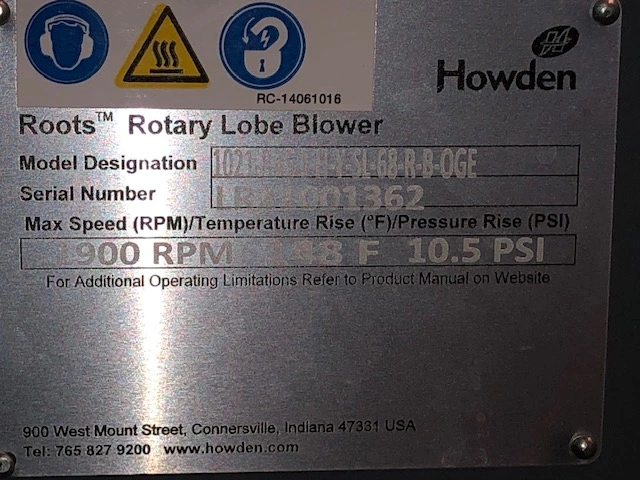 RC-14061016
Howden
Roots™ Rotary Lobe Blower
Model Designation
Serial Number
Max Speed (RPM)/Temperature Rise (°F)/Pressure Rise (PSI)
RPM F 10.5 PSI
For Additional Operating Limitations Refer to Product Manual on Website
900 West Mount Street, Connersville, Indiana 47331 USA
Tel: 765 827 9200 www.howden.com